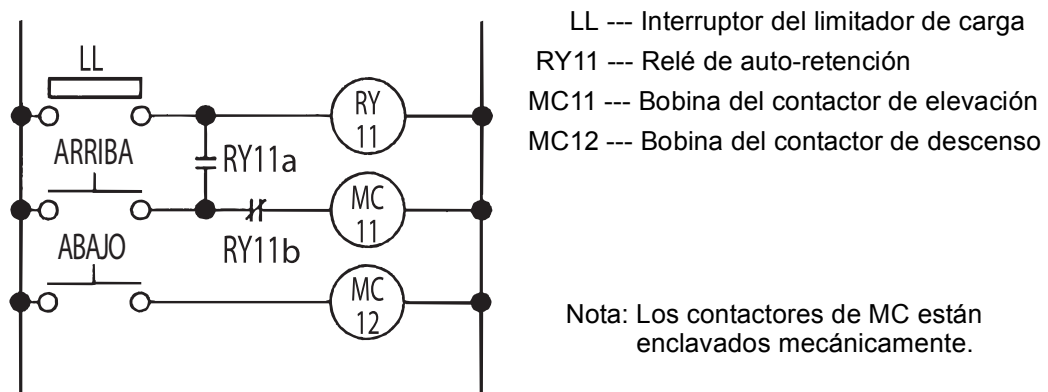 LL --- Interruptor del limitador de carga
RY11 --- Relé de auto-retención
MC11 --- Bobina del contactor de elevación
MC12 --- Bobina del contactor de descenso
LL
RY
11
ARRIBA
RY11a
MC
11
ABAJO
RY11b
MC
12
Nota: Los contactores de MC están
enclavados mecánicamente.